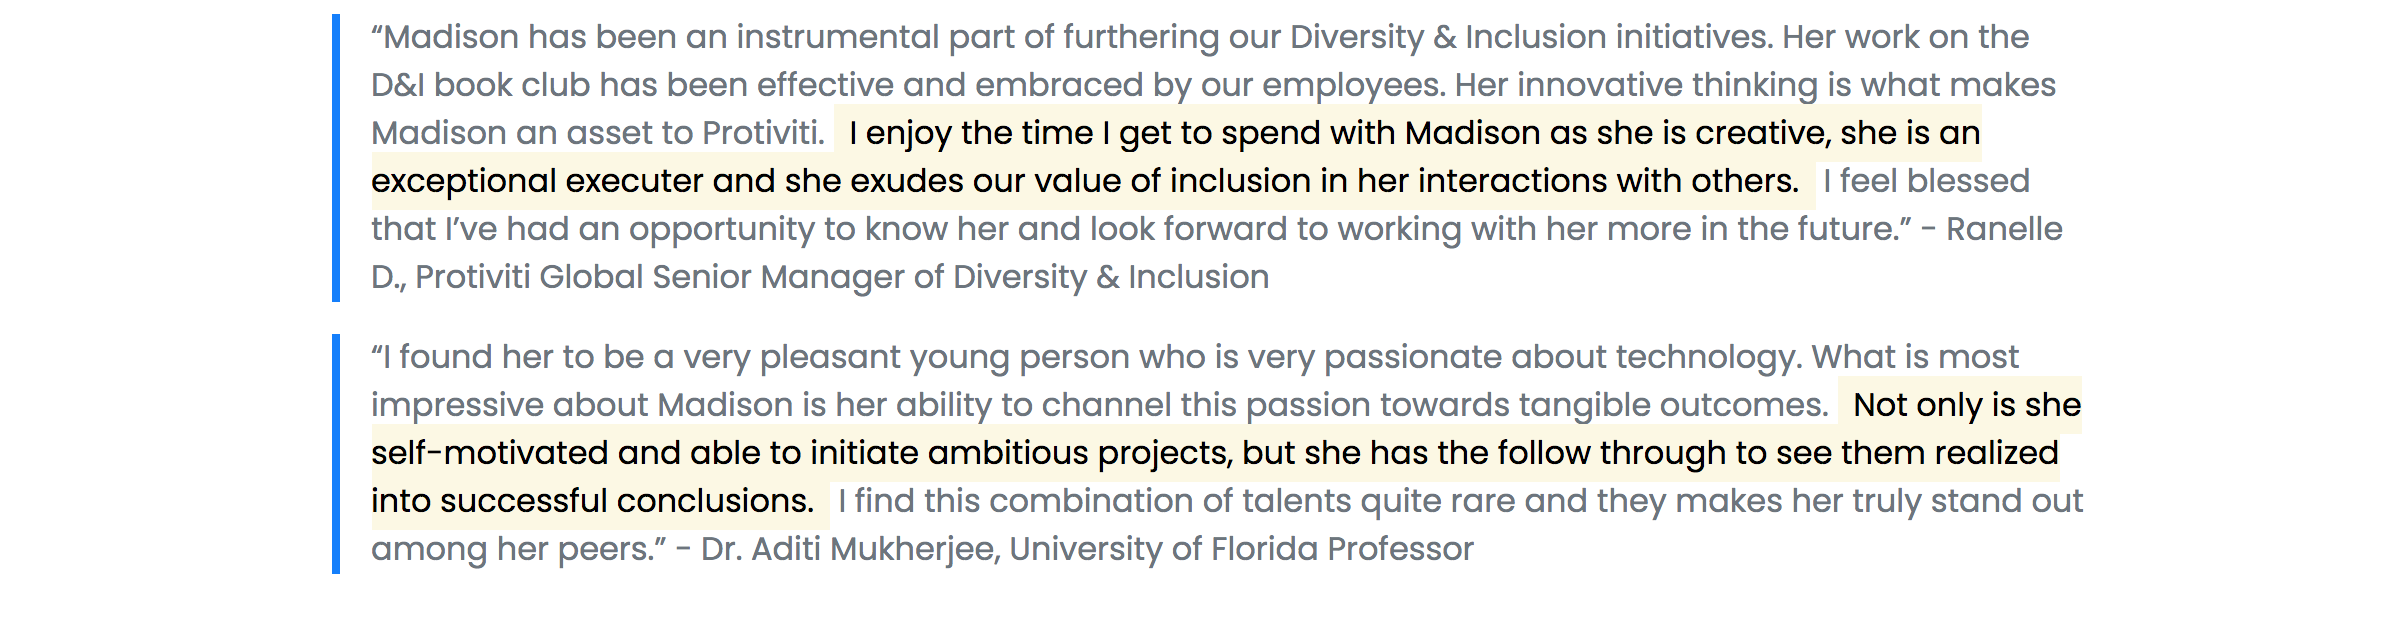 “Madison has been an instrumental part of furthering our Diversity & Inclusion initiatives. Her work on the
D&I book club has been effective and embraced by our employees. Her innovative thinking is what makes
Madison an asset to Protiviti. I enjoy the time I get to spend with Madison as she is creative, she is an
exceptional executer and she exudes our value of inclusion in her interactions with others. I feel blessed
that I’ve had an opportunity to know her and look forward to working with her more in the future.” - Ranelle
D., Protiviti Global Senior Manager of Diversity & Inclusion
“I found her to be a very pleasant young person who is very passionate about technology. What is most
impressive about Madison is her ability to channel this passion towards tangible outcomes. Not only is she
self-motivated and able to initiate ambitious projects, but she has the follow through to see them realized
into successful conclusions. I find this combination of talents quite rare and they makes her truly stand out
among her peers.” - Dr. Aditi Mukherjee, University of Florida Professor